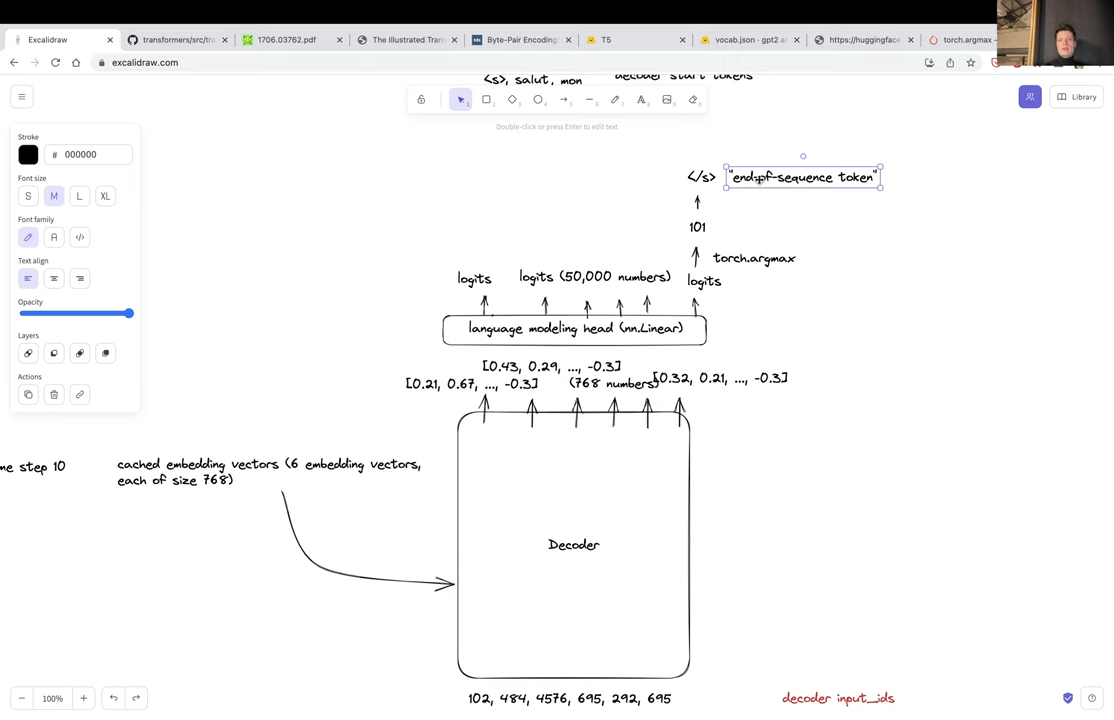 Excalidraw
transformers/src/tra
1706.03762.pdf
The Illustrated Tran
Byte-Pair Encoding
T5
vocab.json · gpt2 a
https://huggingface
torch.argmax
excalidraw.com
<s>, salut, mon
decoder start tokens
Library
Double-click or press Enter to edit text
Stroke
# 000000
Font size
S M L XL
Font family
A </>
Text align
Opacity
Layers
Actions
</s> "end-of-sequence token"
101
torch.argmax
logits
logits (50,000 numbers)
logits
language modeling head (nn.Linear)
[0.43, 0.29, ..., -0.3]
[0.21, 0.67, ..., -0.3]
(768 numbers)
[0.32, 0.21, ..., -0.3]
me step 10
cached embedding vectors (6 embedding vectors,
each of size 768)
Decoder
102, 484, 4576, 695, 292, 695
decoder input_ids
100%